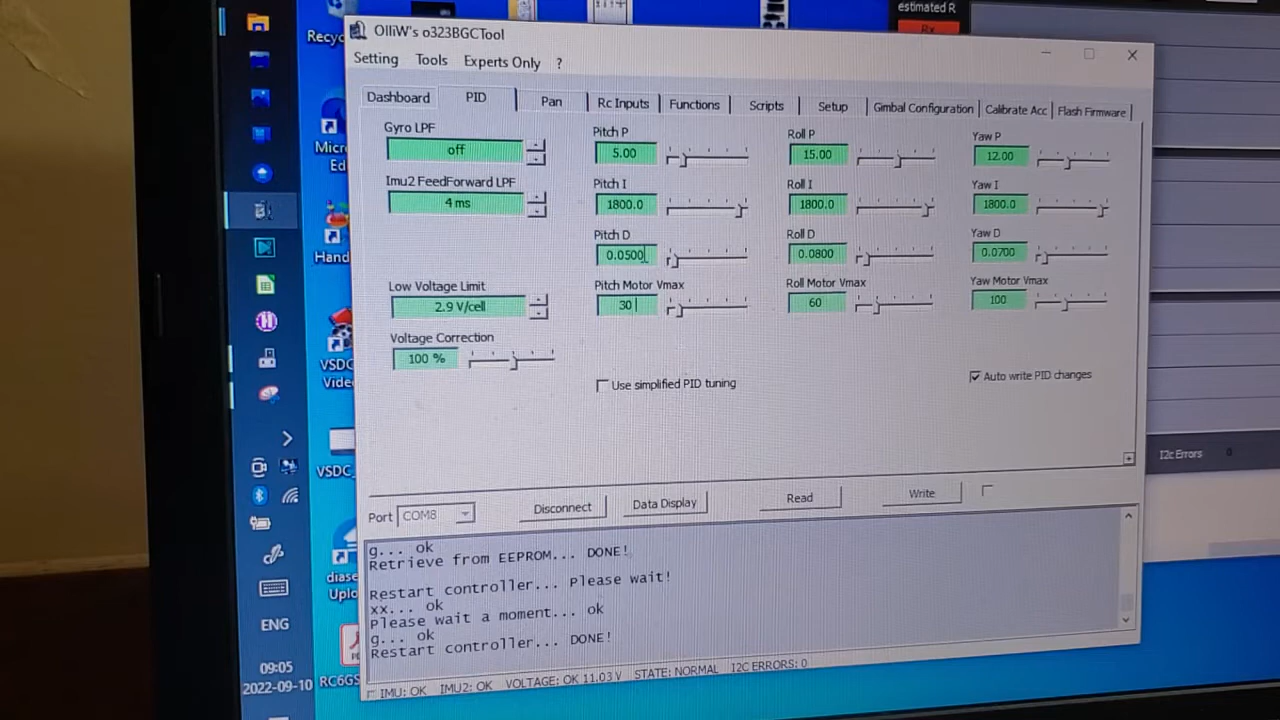 estimated R
Rx
Recyc
OlliW's o323BGCTool
Setting Tools Experts Only ?
Dashboard PID Pan Rc Inputs Functions Scripts Setup Gimbal Configuration Calibrate Acc Flash Firmware
Gyro LPF
off
Imu2 FeedForward LPF
4 ms
Low Voltage Limit
2.9 V/cell
Voltage Correction
100 %
Pitch P
5.00
Pitch I
1800.0
Pitch D
0.0500
Pitch Motor Vmax
30
Roll P
15.00
Roll I
1800.0
Roll D
0.0800
Roll Motor Vmax
60
Yaw P
12.00
Yaw I
1800.0
Yaw D
0.0700
Yaw Motor Vmax
100
Use simplified PID tuning
Auto write PID changes
Port COM8 Disconnect Data Display Read Write
g... ok
Retrieve from EEPROM... DONE!
Restart controller... Please wait!
xx... ok
Please wait a moment... ok
g... ok
Restart controller... DONE!
IMU: OK IMU2: OK VOLTAGE: OK 11.03 V STATE: NORMAL I2C ERRORS: 0
I2c Errors 0
Micro
Ed
Hand
VSDC
Video
VSDC_
diase
Uplo
RC6GS
ENG
09:05
2022-09-10